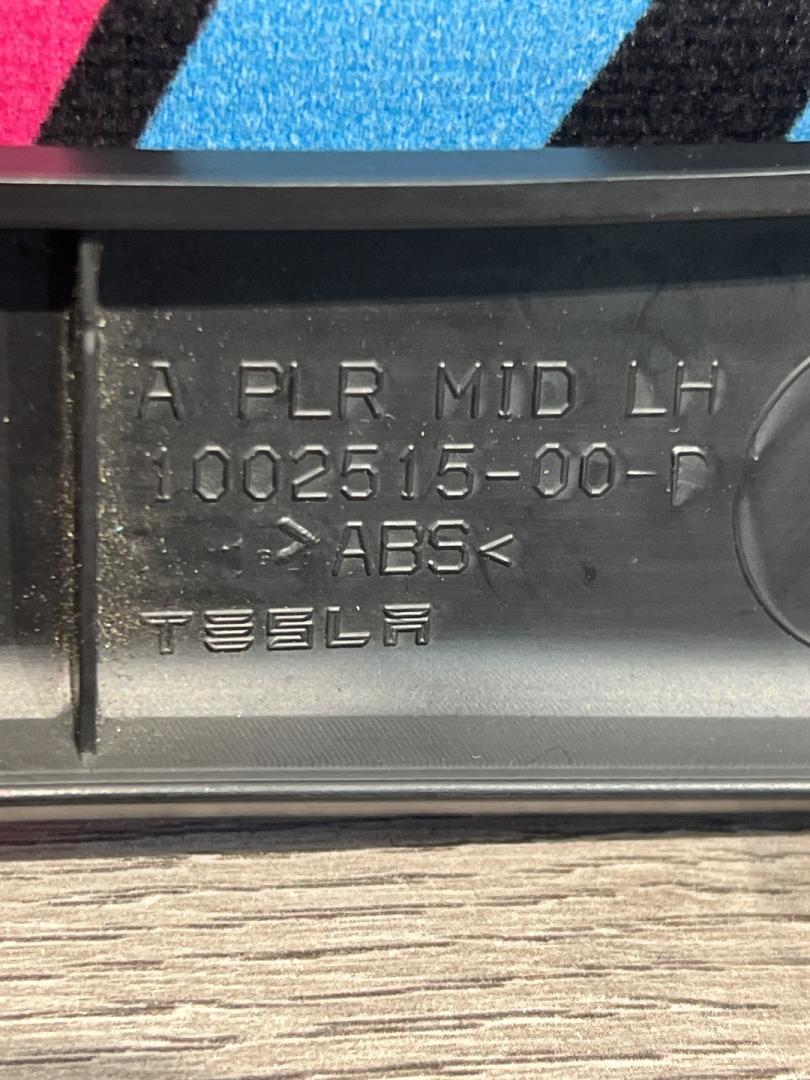 A PLR MID LH
1002515-00-D
>ABS<
TESLA